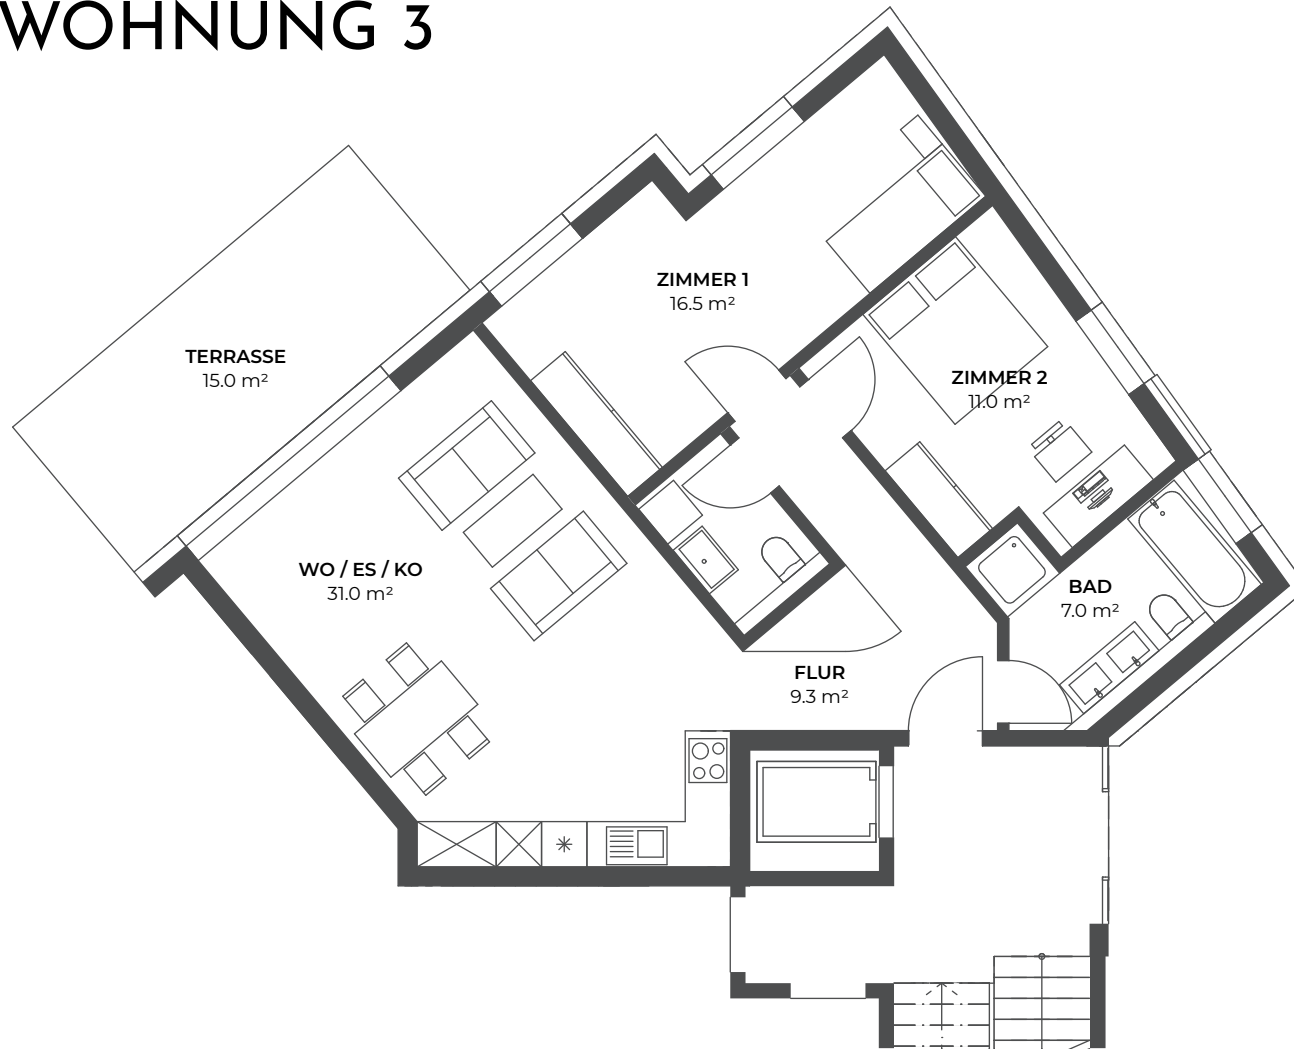 WOHNUNG 3
ZIMMER 1
16.5 m²
TERRASSE
15.0 m²
ZIMMER 2
11.0 m²
WO / ES / KO
31.0 m²
BAD
7.0 m²
FLUR
9.3 m²